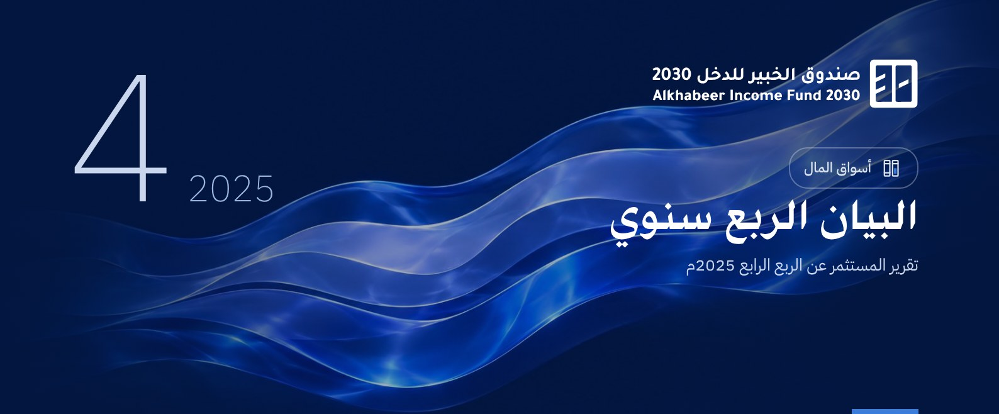 صندوق الخبير للدخل 2030
Alkhabeer Income Fund 2030
أسواق المال
البيان الربع سنوي
تقرير المستثمر عن الربع الرابع 2025م
4
2025